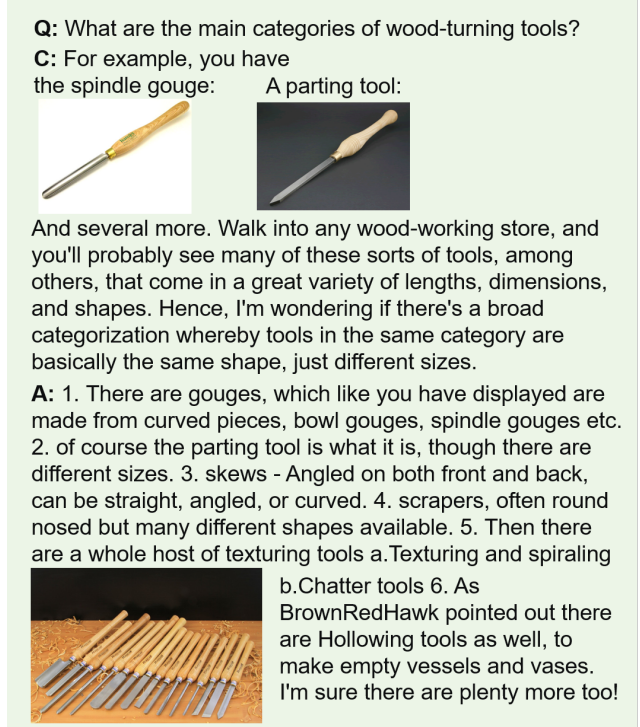 Q: What are the main categories of wood-turning tools?
C: For example, you have
the spindle gouge: A parting tool:
And several more. Walk into any wood-working store, and
you'll probably see many of these sorts of tools, among
others, that come in a great variety of lengths, dimensions,
and shapes. Hence, I'm wondering if there's a broad
categorization whereby tools in the same category are
basically the same shape, just different sizes.
A: 1. There are gouges, which like you have displayed are
made from curved pieces, bowl gouges, spindle gouges etc.
2. of course the parting tool is what it is, though there are
different sizes. 3. skews - Angled on both front and back,
can be straight, angled, or curved. 4. scrapers, often round
nosed but many different shapes available. 5. Then there
are a whole host of texturing tools a.Texturing and spiraling
b.Chatter tools 6. As
BrownRedHawk pointed out there
are Hollowing tools as well, to
make empty vessels and vases.
I'm sure there are plenty more too!